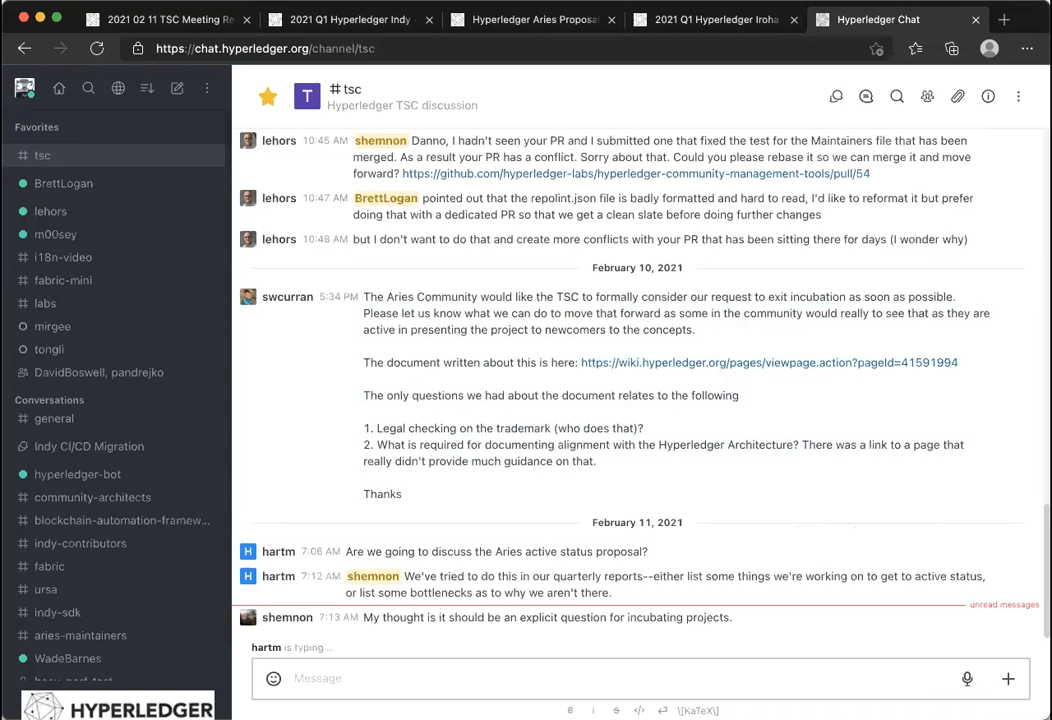 2021 02 11 TSC Meeting Re
2021 Q1 Hyperledger Indy
Hyperledger Aries Proposa
2021 Q1 Hyperledger Iroha
Hyperledger Chat
https://chat.hyperledger.org/channel/tsc
Favorites
tsc
BrettLogan
lehors
m00sey
i18n-video
fabric-mini
labs
mirgee
tongli
DavidBoswell, pandrejko
Conversations
general
Indy CI/CD Migration
hyperledger-bot
community-architects
blockchain-automation-framew...
indy-contributors
fabric
ursa
indy-sdk
aries-maintainers
WadeBarnes
HYPERLEDGER
T
# tsc
Hyperledger TSC discussion
lehors 10:45 AM shemnon Danno, I hadn't seen your PR and I submitted one that fixed the test for the Maintainers file that has been
merged. As a result your PR has a conflict. Sorry about that. Could you please rebase it so we can merge it and move
forward? https://github.com/hyperledger-labs/hyperledger-community-management-tools/pull/54
lehors 10:47 AM BrettLogan pointed out that the repolint.json file is badly formatted and hard to read, I'd like to reformat it but prefer
doing that with a dedicated PR so that we get a clean slate before doing further changes
lehors 10:48 AM but I don't want to do that and create more conflicts with your PR that has been sitting there for days (I wonder why)
February 10, 2021
swcurran 5:34 PM The Aries Community would like the TSC to formally consider our request to exit incubation as soon as possible.
Please let us know what we can do to move that forward as some in the community would really to see that as they are
active in presenting the project to newcomers to the concepts.
The document written about this is here: https://wiki.hyperledger.org/pages/viewpage.action?pageId=41591994
The only questions we had about the document relates to the following
1. Legal checking on the trademark (who does that)?
2. What is required for documenting alignment with the Hyperledger Architecture? There was a link to a page that
really didn't provide much guidance on that.
Thanks
February 11, 2021
H hartm 7:06 AM Are we going to discuss the Aries active status proposal?
H hartm 7:12 AM shemnon We've tried to do this in our quarterly reports--either list some things we're working on to get to active status,
or list some bottlenecks as to why we aren't there.
unread messages
shemnon 7:13 AM My thought is it should be an explicit question for incubating projects.
hartm is typing ...
Message
B i S </> \[KaTeX\]